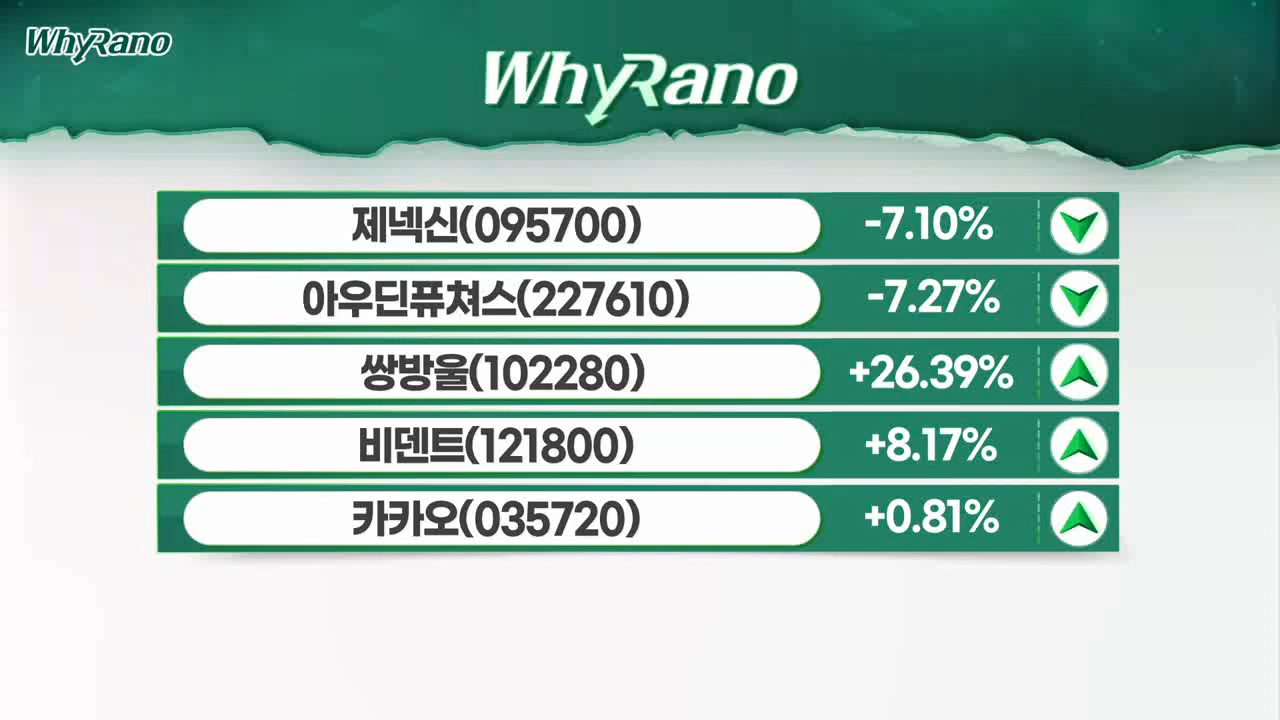 WhyRano
WhyRano
제넥신(095700) -7.10%
아우딘퓨쳐스(227610) -7.27%
쌍방울(102280) +26.39%
비덴트(121800) +8.17%
카카오(035720) +0.81%